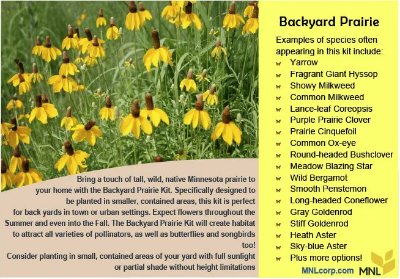 Backyard Prairie
Examples of species often
appearing in this kit include:
Yarrow
Fragrant Giant Hyssop
Showy Milkweed
Common Milkweed
Lance-leaf Coreopsis
Purple Prairie Clover
Prairie Cinquefoil
Common Ox-eye
Round-headed Bushclover
Meadow Blazing Star
Wild Bergamot
Smooth Penstemon
Long-headed Coneflower
Gray Goldenrod
Stiff Goldenrod
Heath Aster
Sky-blue Aster
Plus more options!
MNLcorp.com
MNL
Bring a touch of tall, wild, native Minnesota prairie to
your home with the Backyard Prairie Kit. Specifically designed to
be planted in smaller, contained areas, this kit is perfect
for back yards in town or urban settings. Expect flowers throughout the
Summer and even into the Fall. The Backyard Prairie Kit will create habitat
to attract all varieties of pollinators, as well as butterflies and songbirds
too!
Consider planting in small, contained areas of your yard with full sunlight
or partial shade without height limitations